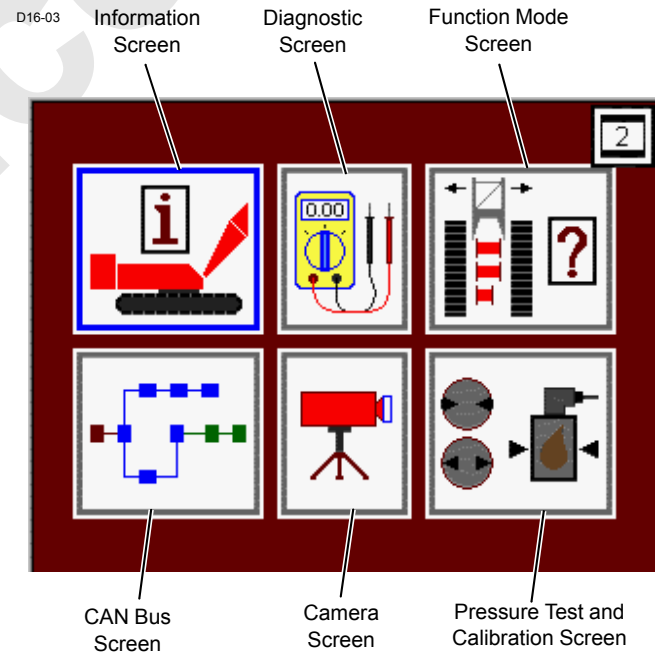 D16-03
Information
Screen
Diagnostic
Screen
Function Mode
Screen
2
i
0.00
?
CAN Bus
Screen
Camera
Screen
Pressure Test and
Calibration Screen